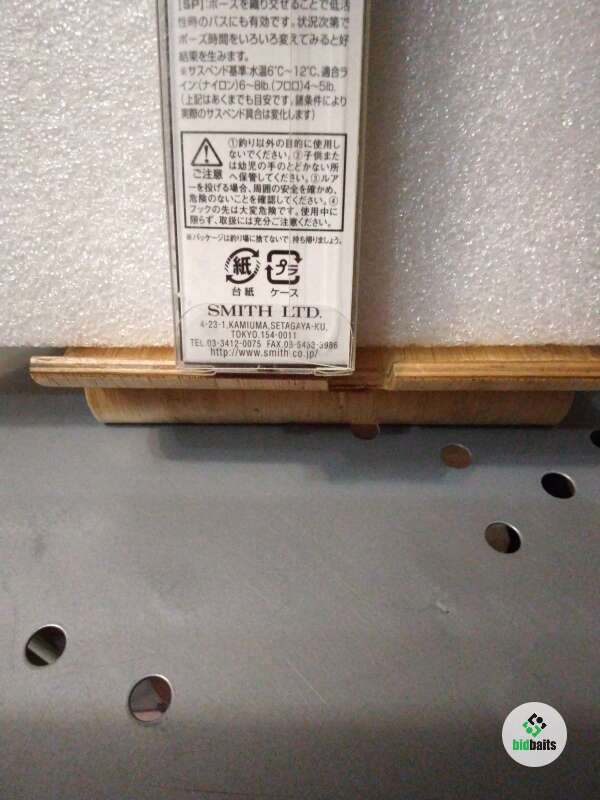 [SP]:ポーズを織り交ぜることで低活
性時のバスにも有効です。状況次第で
ポーズ時間をいろいろ変えてみると好
結果を生みます。
※サスペンド基準:水温6℃〜12℃、適合ラ
イン:(ナイロン)6〜8lb.(フロロ)4〜5lb.
(上記はあくまでも目安です。諸条件により
実際のサスペンド具合は変化します)
ご注意
①釣り以外の目的に使用し
ないでください。②子供また
は幼児の手のとどかない所
へ保管してください。③ルア
ーを投げる場合、周囲の安全を確かめ、
危険のないことを確認してください。④
フックの先は大変危険です。使用中に
限らず、取扱には充分ご注意ください。
※パッケージは釣り場に捨てないで、持ち帰りましょう。
紙 プラ
台紙 ケース
SMITH LTD.
4-23-1,KAMIUMA,SETAGAYA-KU,
TOKYO.154-0011
TEL.03-3412-0075 FAX.03-5453-3986
http://www.smith.co.jp/
bidbaits